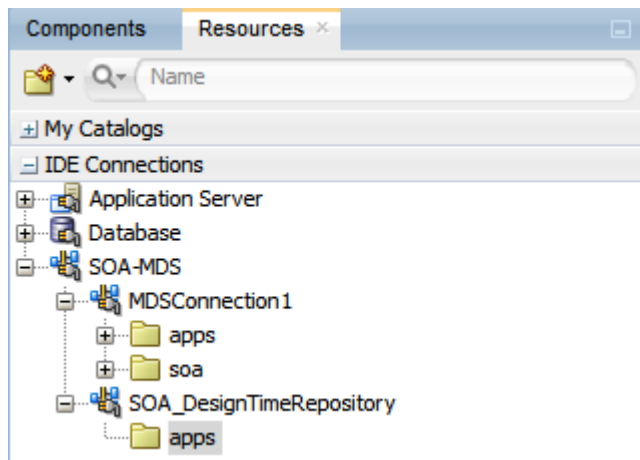 Components Resources
Name
My Catalogs
IDE Connections
Application Server
Database
SOA-MDS
MDSConnection1
apps
soa
SOA_DesignTimeRepository
apps